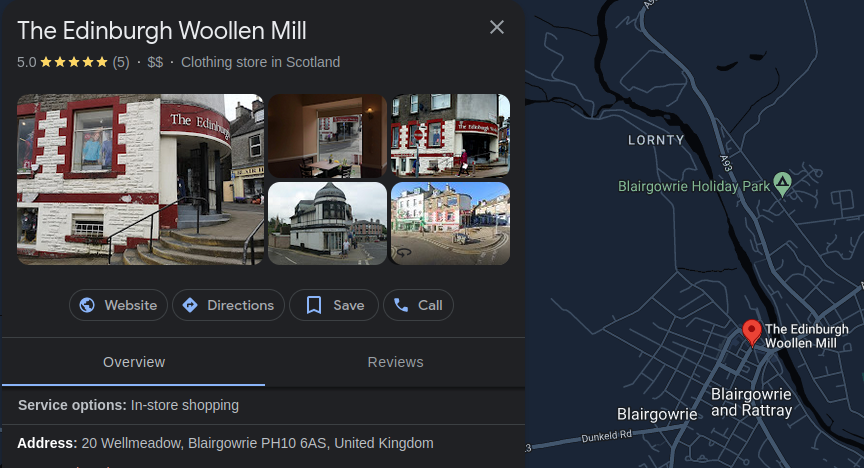 The Edinburgh Woollen Mill
5.0 (5) · $$ · Clothing store in Scotland
The Edinburgh
Website
Directions
Save
Call
Overview
Reviews
Service options: In-store shopping
Address: 20 Wellmeadow, Blairgowrie PH10 6AS, United Kingdom
LORNTY
A93
Blairgowrie Holiday Park
The Edinburgh
Woollen Mill
Blairgowrie
and Rattray
Blairgowrie
Dunkeld Rd